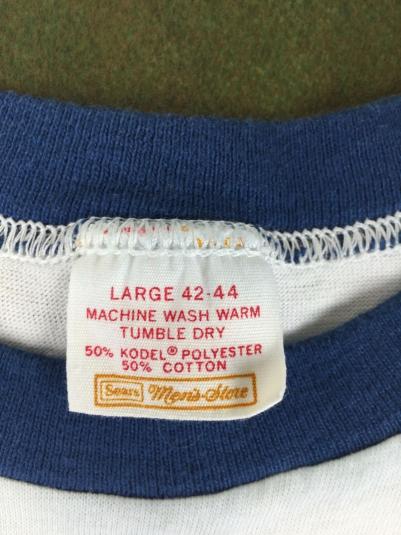 LARGE 42-44
MACHINE WASH WARM
TUMBLE DRY
50% KODEL® POLYESTER
50% COTTON
Sears Men's-Store